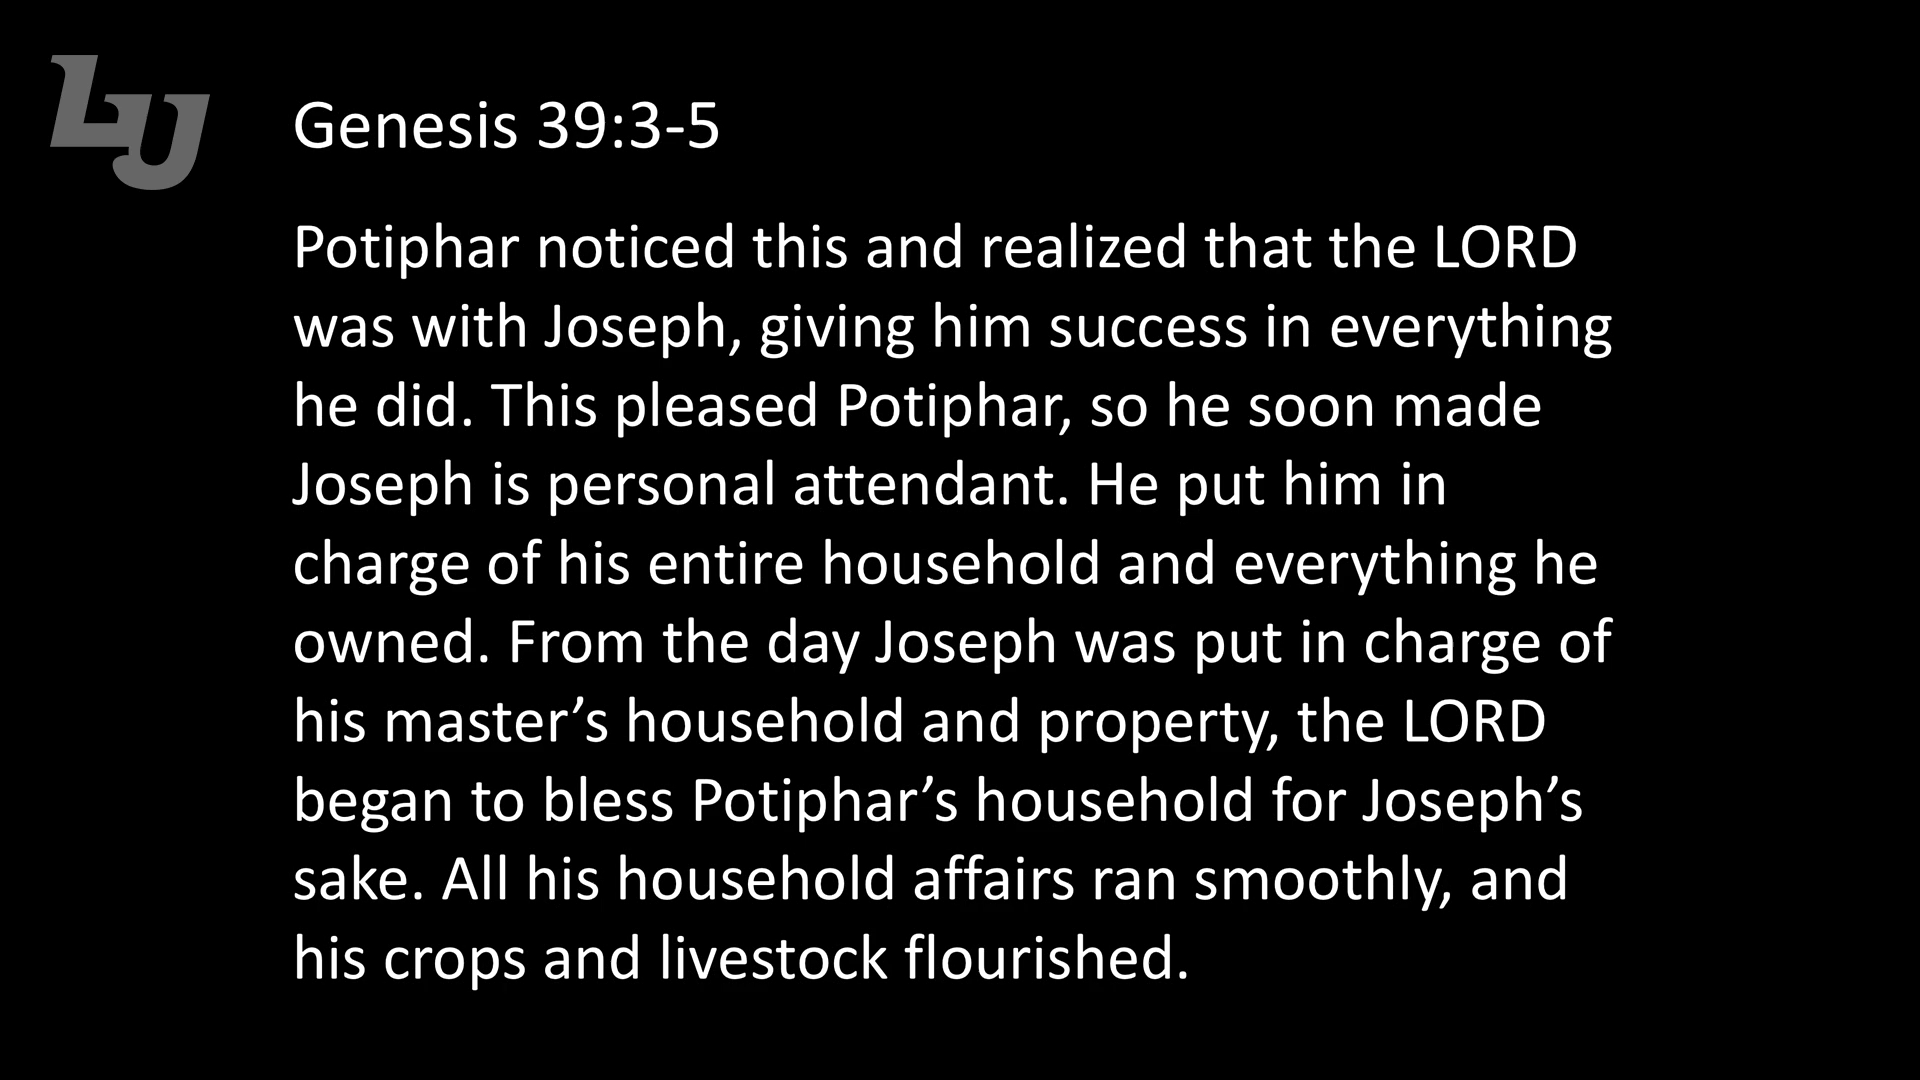 LU
Genesis 39:3-5
Potiphar noticed this and realized that the LORD
was with Joseph, giving him success in everything
he did. This pleased Potiphar, so he soon made
Joseph is personal attendant. He put him in
charge of his entire household and everything he
owned. From the day Joseph was put in charge of
his master’s household and property, the LORD
began to bless Potiphar’s household for Joseph’s
sake. All his household affairs ran smoothly, and
his crops and livestock flourished.